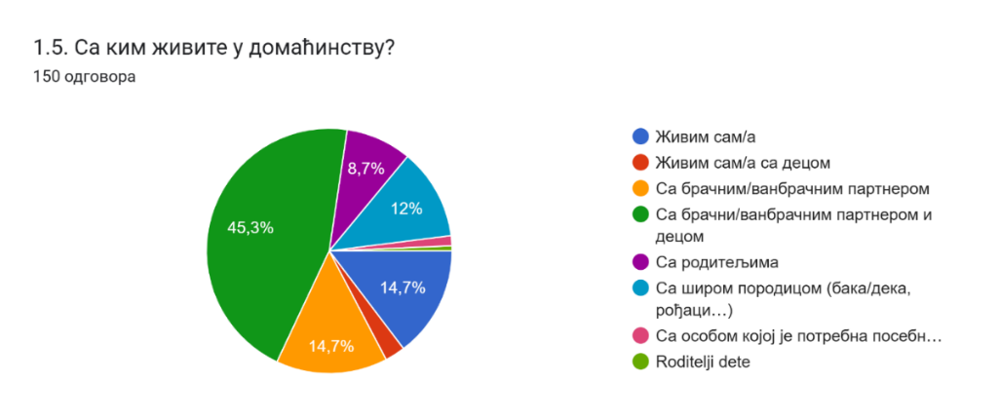 1.5. Са ким живите у домаћинству?
150 одговора
8,7%
12%
45,3%
14,7%
14,7%
Живим сам/а
Живим сам/а са децом
Са брачним/ванбрачним партнером
Са брачни/ванбрачним партнером и
децом
Са родитељима
Са широм породицом (бака/дека,
рођаци…)
Са особом којој је потребна посебн…
Roditelji dete